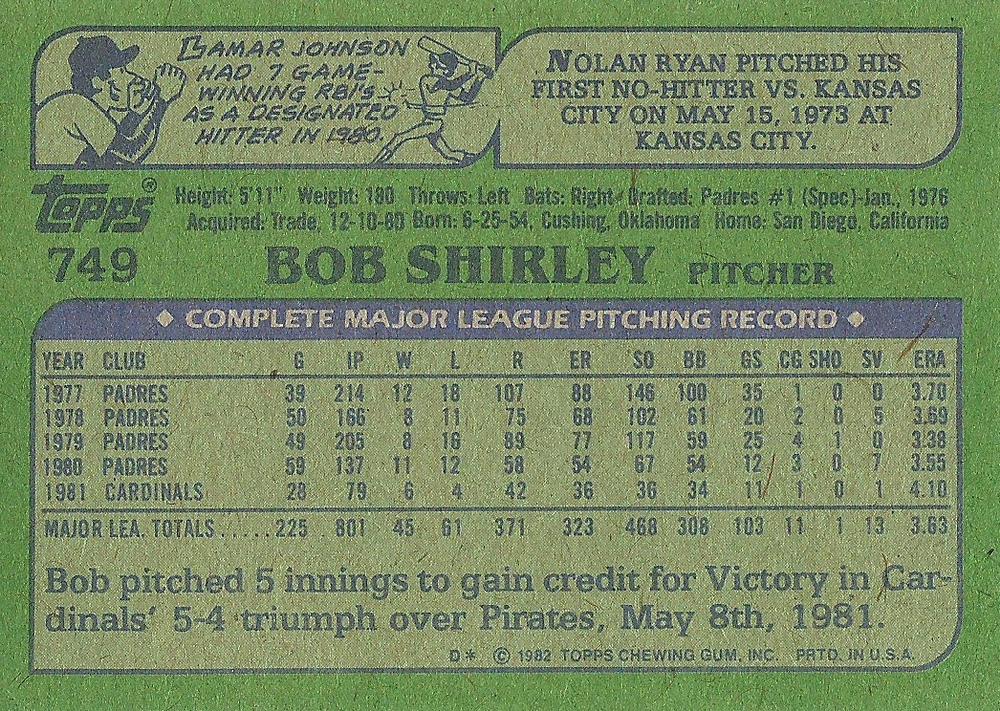 LAMAR JOHNSON
HAD 7 GAME-
WINNING RBI'S
AS A DESIGNATED
HITTER IN 1980.
NOLAN RYAN PITCHED HIS
FIRST NO-HITTER VS. KANSAS
CITY ON MAY 15, 1973 AT
KANSAS CITY.
Topps®
Height: 5'11" Weight: 180 Throws: Left Bats: Right Drafted: Padres #1 (Spec)-Jan., 1976
Acquired: Trade, 12-10-80 Born: 6-25-54, Cushing, Oklahoma Home: San Diego, California
749 BOB SHIRLEY PITCHER
◆ COMPLETE MAJOR LEAGUE PITCHING RECORD ◆
YEAR CLUB G IP W L R ER SO BB GS CG SHO SV ERA
1977 PADRES 39 214 12 18 107 88 146 100 35 1 0 0 3.70
1978 PADRES 50 166 8 11 75 68 102 61 20 2 0 5 3.69
1979 PADRES 49 205 8 16 89 77 117 59 25 4 1 0 3.38
1980 PADRES 59 137 11 12 58 54 67 54 12 3 0 7 3.55
1981 CARDINALS 28 79 6 4 42 36 36 34 11 1 0 1 4.10
MAJOR LEA. TOTALS.....225 801 45 61 371 323 468 308 103 11 1 13 3.63
Bob pitched 5 innings to gain credit for Victory in Car-
dinals' 5-4 triumph over Pirates, May 8th, 1981.
D* © 1982 TOPPS CHEWING GUM, INC. PRTD. IN U.S.A.